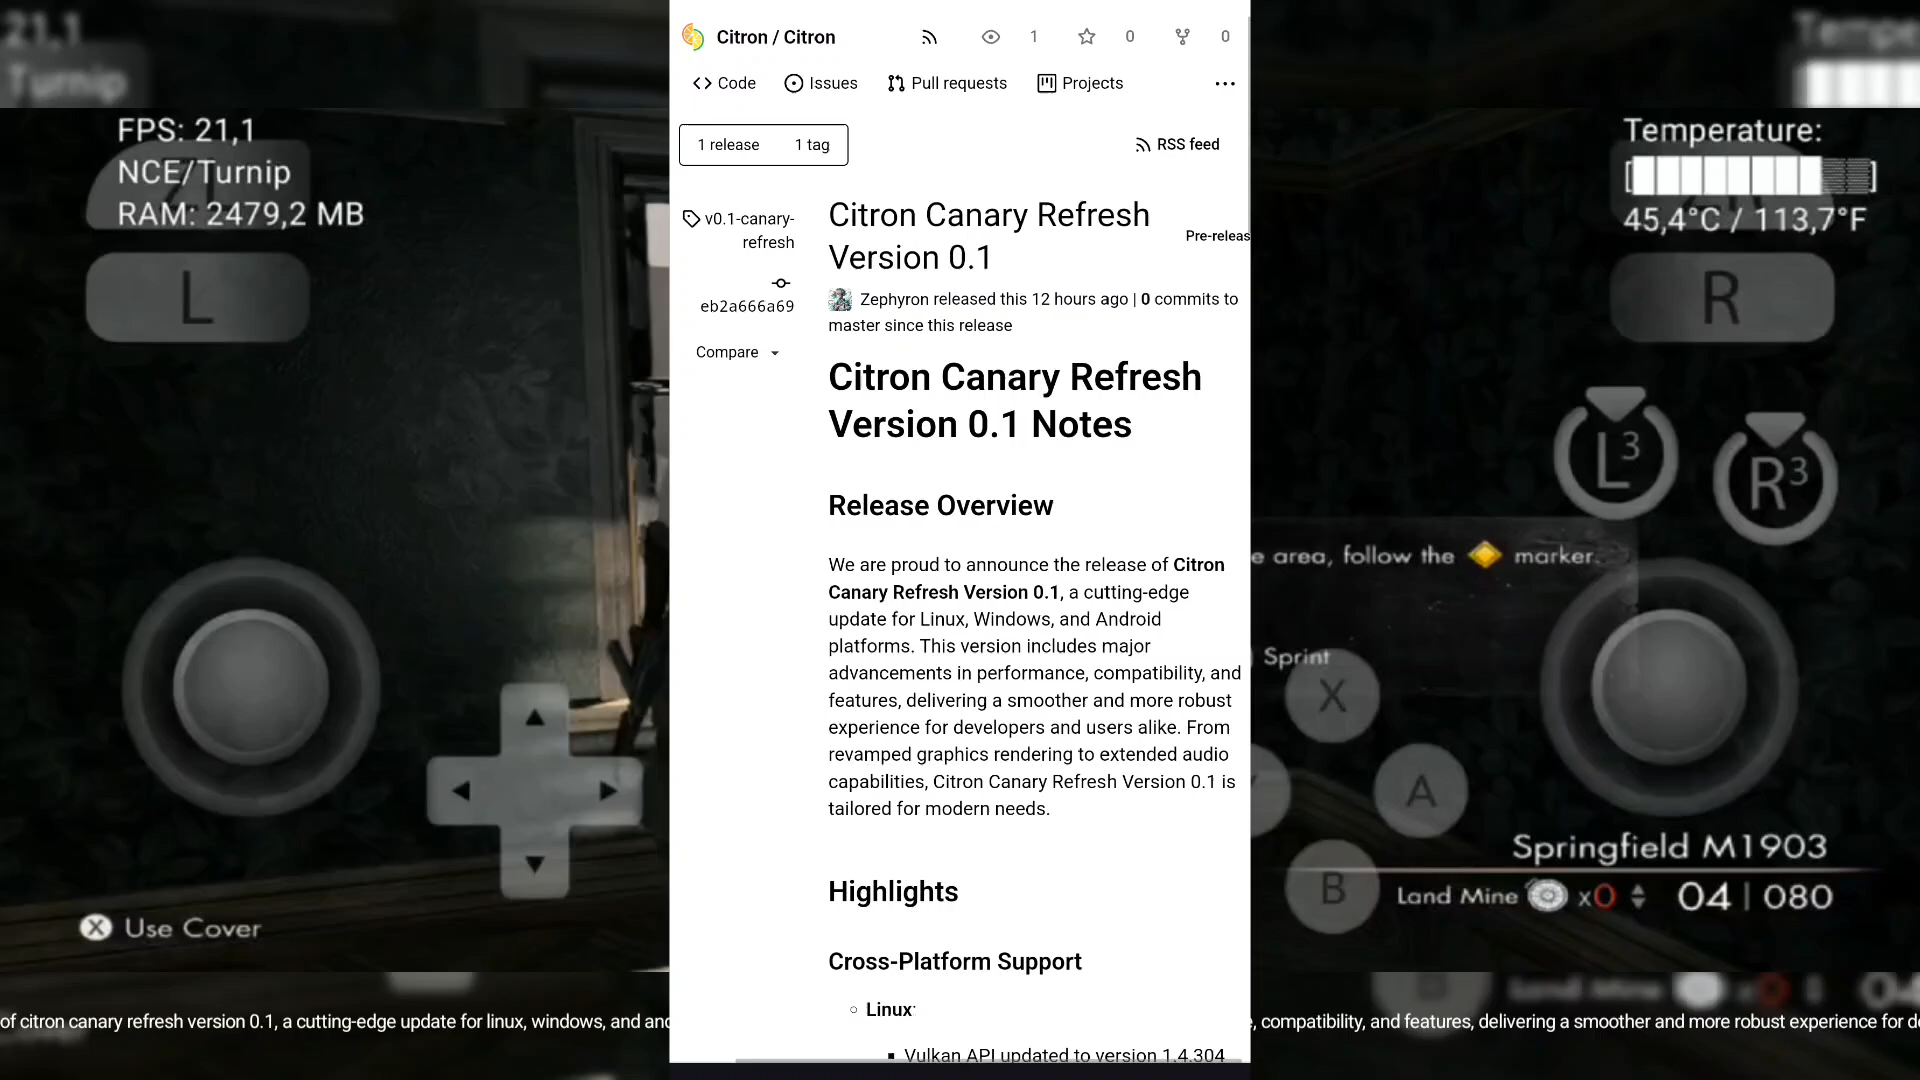 21,1
Turnip
FPS: 21,1
NCE/Turnip
RAM: 2479,2 MB
L
Use Cover
Citron / Citron
1
0
0
Code
Issues
Pull requests
Projects
1 release
1 tag
RSS feed
v0.1-canary-
refresh
eb2a666a69
Compare
Citron Canary Refresh
Version 0.1
Pre-releas
Zephyron released this 12 hours ago | 0 commits to
master since this release
Citron Canary Refresh
Version 0.1 Notes
Release Overview
We are proud to announce the release of Citron
Canary Refresh Version 0.1, a cutting-edge
update for Linux, Windows, and Android
platforms. This version includes major
advancements in performance, compatibility, and
features, delivering a smoother and more robust
experience for developers and users alike. From
revamped graphics rendering to extended audio
capabilities, Citron Canary Refresh Version 0.1 is
tailored for modern needs.
Highlights
Cross-Platform Support
Linux:
Vulkan API updated to version 1.4.304
Tempe
Temperature:
45,4°C / 113,7°F
R
L3
R3
e area, follow the marker.
Sprint
X
A
B
Springfield M1903
Land Mine x0 04 | 080
of citron canary refresh version 0.1, a cutting-edge update for linux, windows, and and
, compatibility, and features, delivering a smoother and more robust experience for de